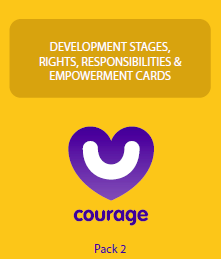 DEVELOPMENT STAGES,
RIGHTS, RESPONSIBILITIES &
EMPOWERMENT CARDS
courage
Pack 2